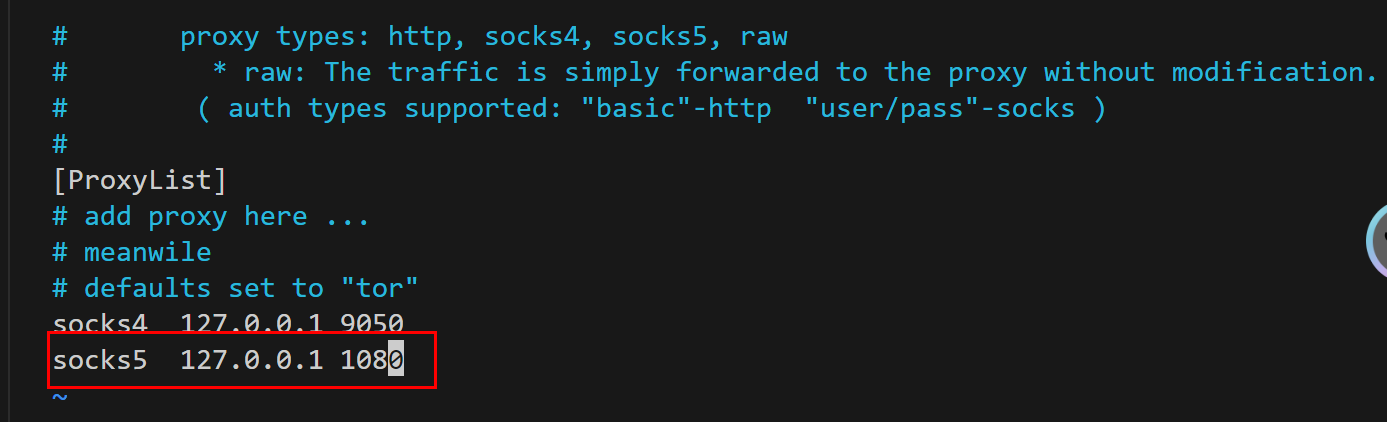 #       proxy types: http, socks4, socks5, raw
#         * raw: The traffic is simply forwarded to the proxy without modification.
#        ( auth types supported: "basic"-http  "user/pass"-socks )
#
[ProxyList]
# add proxy here ...
# meanwile
# defaults set to "tor"
socks4  127.0.0.1 9050
socks5  127.0.0.1 1080
~